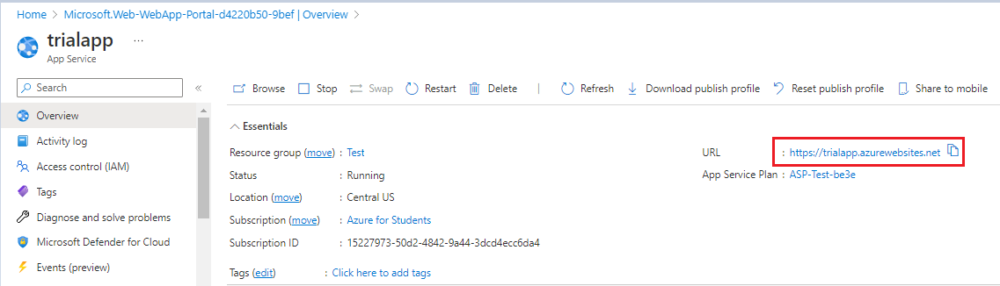 Home > Microsoft.Web-WebApp-Portal-d4220b50-9bef | Overview >
trialapp ...
App Service
Search «
Browse Stop Swap Restart Delete | Refresh Download publish profile Reset publish profile Share to mobile
Overview
Activity log
Access control (IAM)
Tags
Diagnose and solve problems
Microsoft Defender for Cloud
Events (preview)
Essentials
Resource group (move) : Test
Status : Running
Location (move) : Central US
Subscription (move) : Azure for Students
Subscription ID : 15227973-50d2-4842-9a44-3dcd4ecc6da4
Tags (edit) : Click here to add tags
URL : https://trialapp.azurewebsites.net
App Service Plan : ASP-Test-be3e